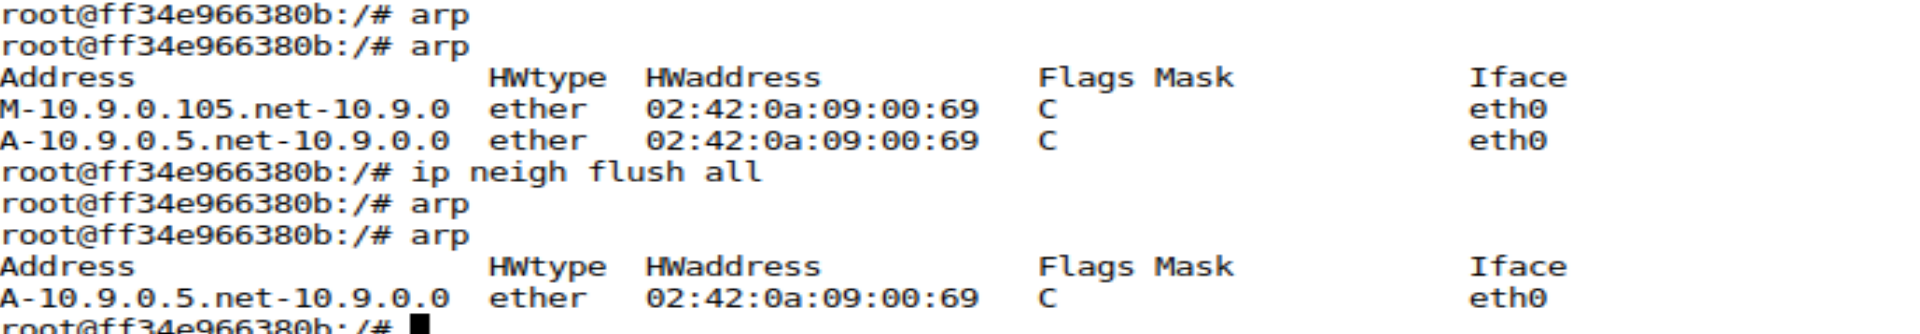 root@ff34e966380b:/# arp
root@ff34e966380b:/# arp
Address HWtype HWaddress Flags Mask Iface
M-10.9.0.105.net-10.9.0 ether 02:42:0a:09:00:69 C eth0
A-10.9.0.5.net-10.9.0.0 ether 02:42:0a:09:00:69 C eth0
root@ff34e966380b:/# ip neigh flush all
root@ff34e966380b:/# arp
root@ff34e966380b:/# arp
Address HWtype HWaddress Flags Mask Iface
A-10.9.0.5.net-10.9.0.0 ether 02:42:0a:09:00:69 C eth0
root@ff34e966380b:/#